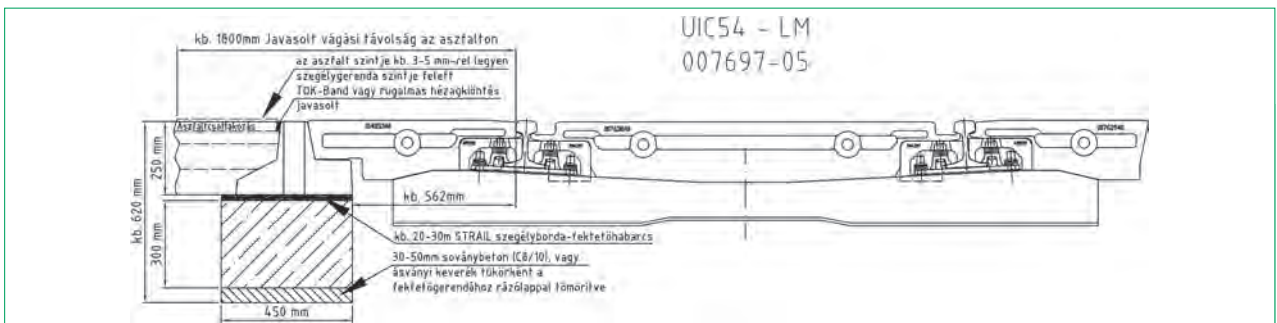 UIC54 - LM
007697-05
kb. 1800mm Javasolt vágási távolság az aszfalton
az aszfalt szintje kb. 3-5 mm-rel legyen
szegélygerenda szintje felett
TOK-Band vagy rugalmas hézagkiöntés
javasolt
Aszfaltcsatlakozás
250 mm
kb. 620 mm
300 mm
kb. 562mm
kb. 20-30m STRAIL szegélyborda-fektetőhabarcs
30-50mm soványbeton (C8/10), vagy
ásványi keverék tükörként a
fektetőgerendához rázólappal tömörítve
450 mm